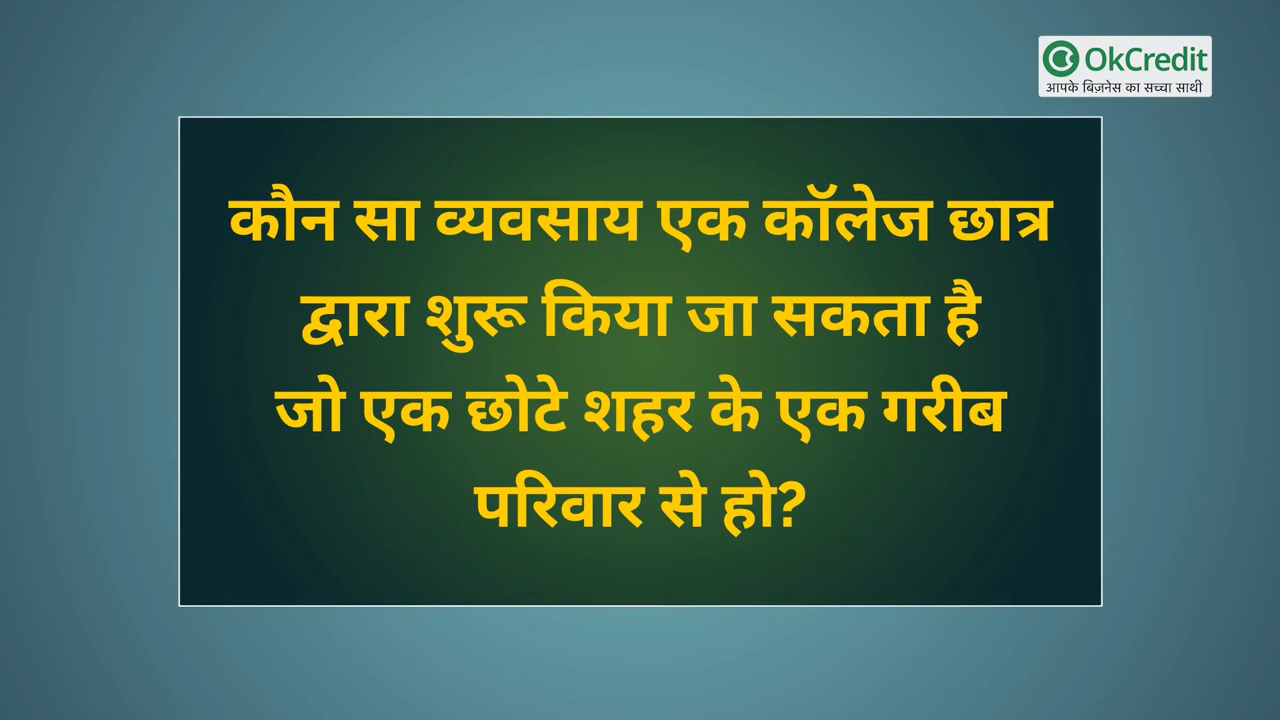 OkCredit
आपके बिज़नेस का सच्चा साथी
कौन सा व्यवसाय एक कॉलेज छात्र
द्वारा शुरू किया जा सकता है
जो एक छोटे शहर के एक गरीब
परिवार से हो?